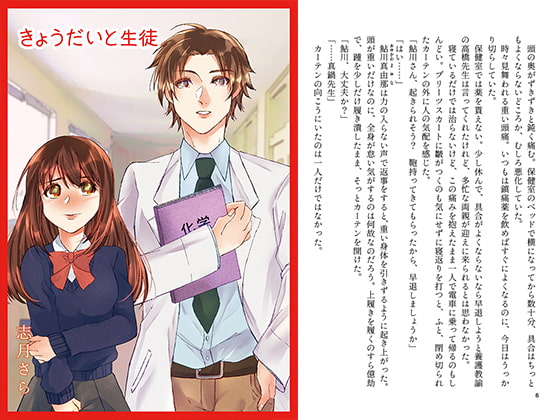 きょうだいと生徒
化学
志月さら
頭の奥がずきずきと鈍く痛む。保健室のベッドで横になってから数十分、具合はちっと
もよくならないどころか、むしろ悪化していた。
時々見舞われる重い頭痛。いつもは鎮痛薬を飲めばすぐによくなるのに、今日はうっか
り切らしていた。
保健室では薬を貰えない。少し休んで、具合がよくならないなら早退しようと養護教諭
の高橋先生は言ってくれたけれど、多忙な両親が迎えに来られるとは思わなかった。
寝ているだけでは治らないけど、この痛みを抱えたまま一人で電車に乗って帰るのもし
んどい。プリーツスカートに皺がつくのも気にせずに寝返りを打つと、ふと、閉め切られ
たカーテンの外に人の気配を感じた。
「鮎川さん、起きられそう? 鞄持ってきてもらったから、早退しましょうか」
「はい……」
鮎川真由那は力の入らない声で返事をすると、重い身体を引きずるように起き上がった。
頭が重いだけなのに、全身が怠い気がするのは何故なのだろう。上履きを履くのすら億劫
で、踵を少しだけ履き潰したまま、そっとカーテンを開けた。
「鮎川、大丈夫か?」
「……真鍋先生」
カーテンの向こうにいたのは一人だけではなかった。
6